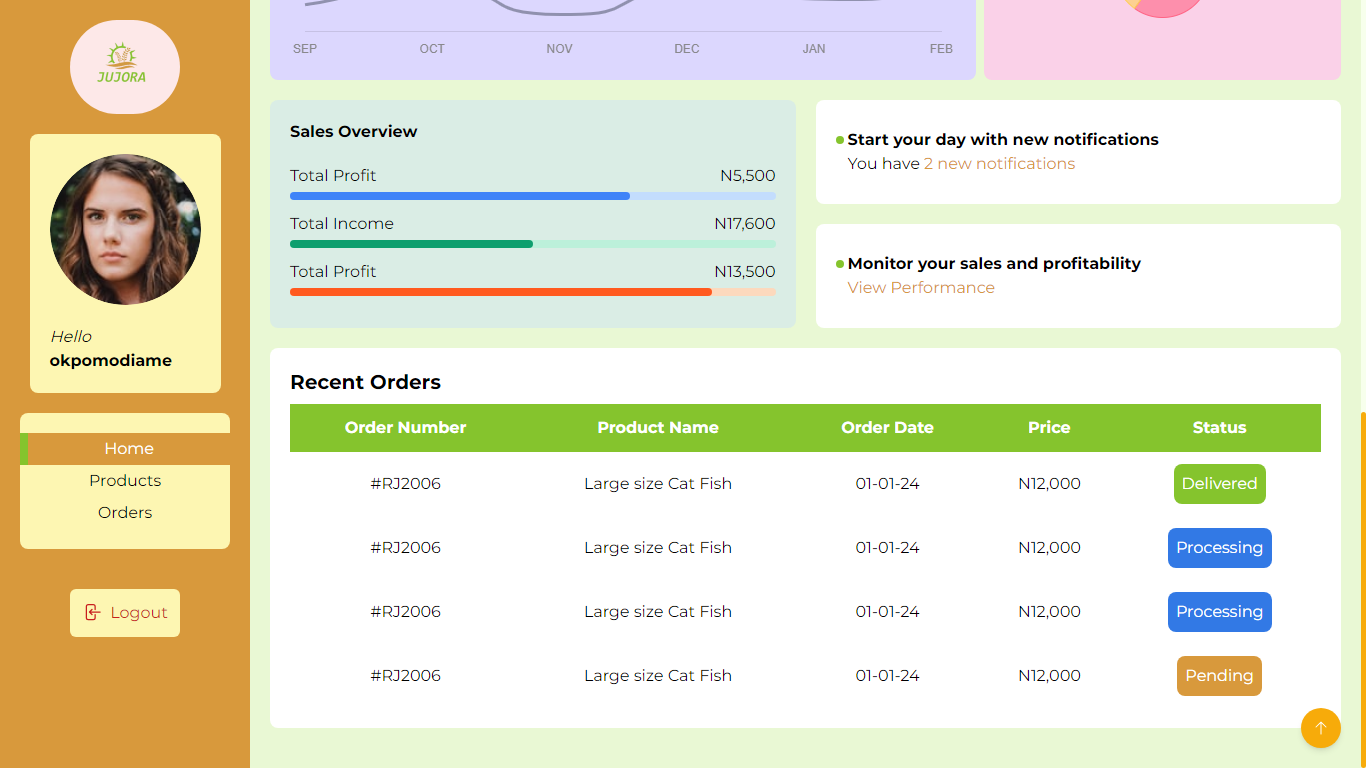 JUJORA
Hello
okpomodiame
Home
Products
Orders
Logout
SEP OCT NOV DEC JAN FEB
Sales Overview
Total Profit N5,500
Total Income N17,600
Total Profit N13,500
Start your day with new notifications
You have 2 new notifications
Monitor your sales and profitability
View Performance
Recent Orders
Order Number Product Name Order Date Price Status
#RJ2006 Large size Cat Fish 01-01-24 N12,000 Delivered
#RJ2006 Large size Cat Fish 01-01-24 N12,000 Processing
#RJ2006 Large size Cat Fish 01-01-24 N12,000 Processing
#RJ2006 Large size Cat Fish 01-01-24 N12,000 Pending